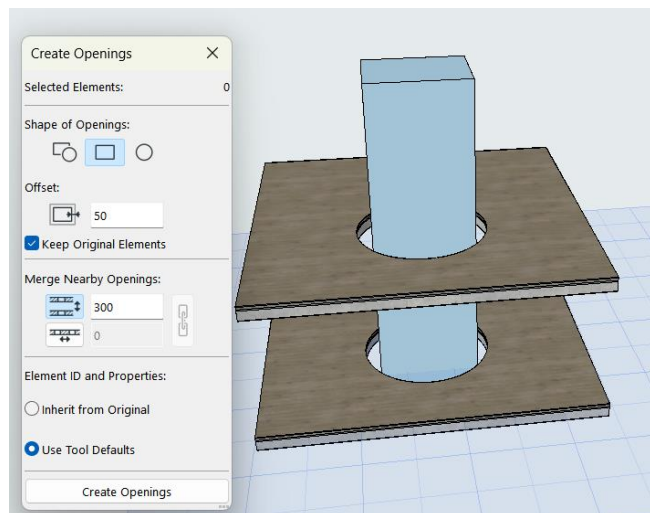 Create Openings
Selected Elements: 0
Shape of Openings:
Offset:
50
Keep Original Elements
Merge Nearby Openings:
300
0
Element ID and Properties:
Inherit from Original
Use Tool Defaults
Create Openings